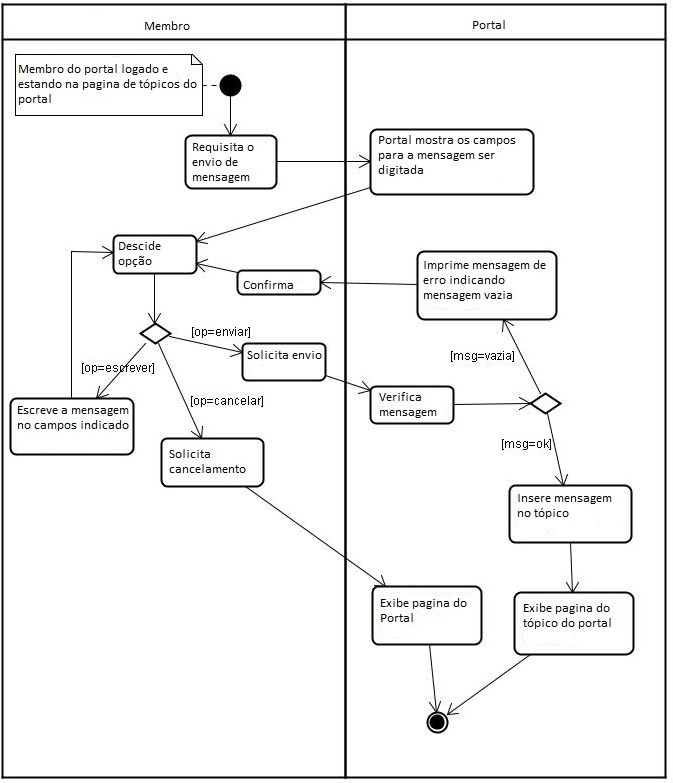 Membro
Portal
Membro do portal logado e
estando na pagina de tópicos do
portal
Requisita o
envio de
mensagem
Portal mostra os campos
para a mensagem ser
digitada
Descide
opção
Confirma
Imprime mensagem de
erro indicando
mensagem vazia
[op=enviar]
Solicita envio
[msg=vazia]
[op=escrever]
Verifica
mensagem
[op=cancelar]
Escreve a mensagem
no campos indicado
Solicita
cancelamento
[msg=ok]
Insere mensagem
no tópico
Exibe pagina do
Portal
Exibe pagina do
tópico do portal